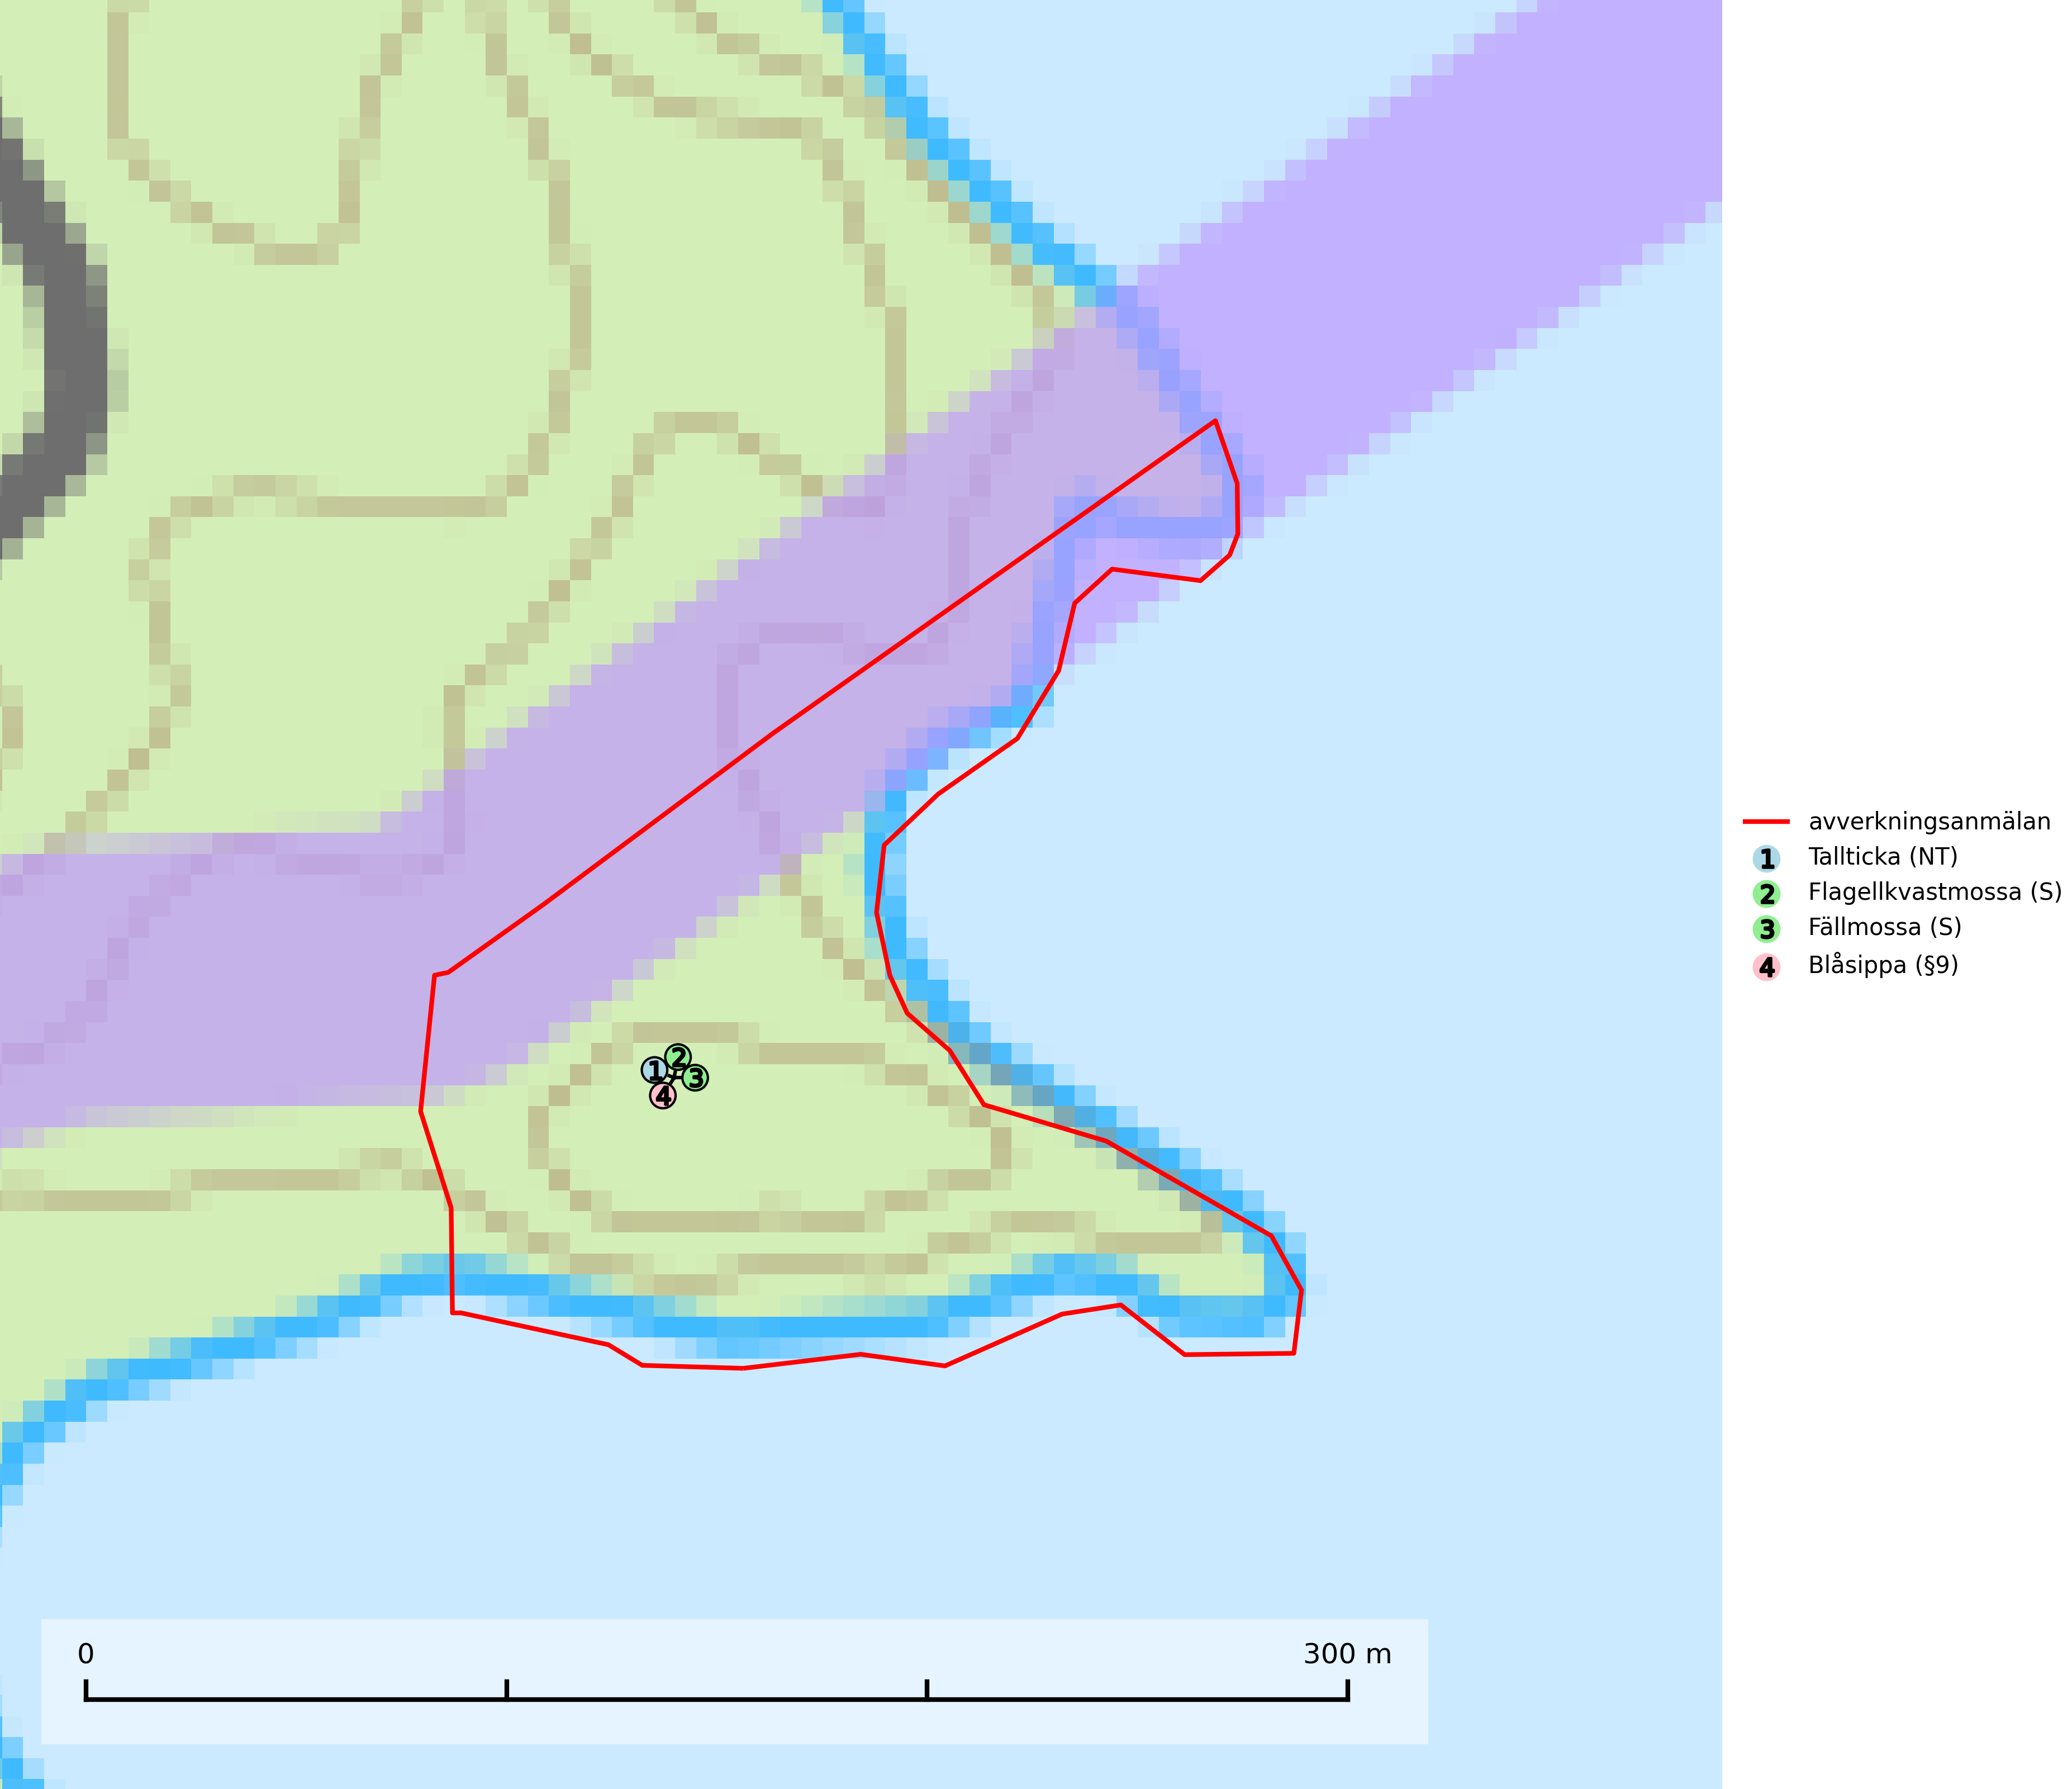 avverkningsanmälan
1 Tallticka (NT)
2 Flagellkvastmossa (S)
3 Fällmossa (S)
4 Blåsippa (§9)
2
1
3
4
0 300 m